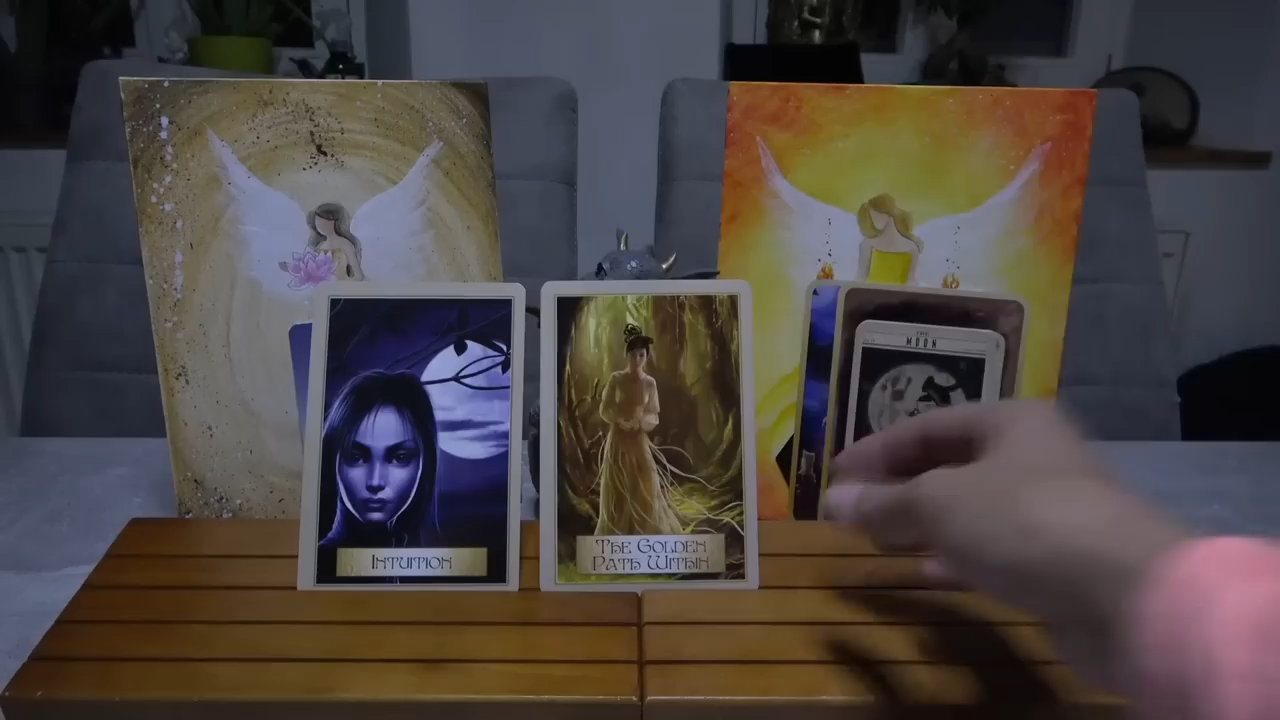 THE
MOON
INTUITION
THE GOLDEN
PATH WITHIN